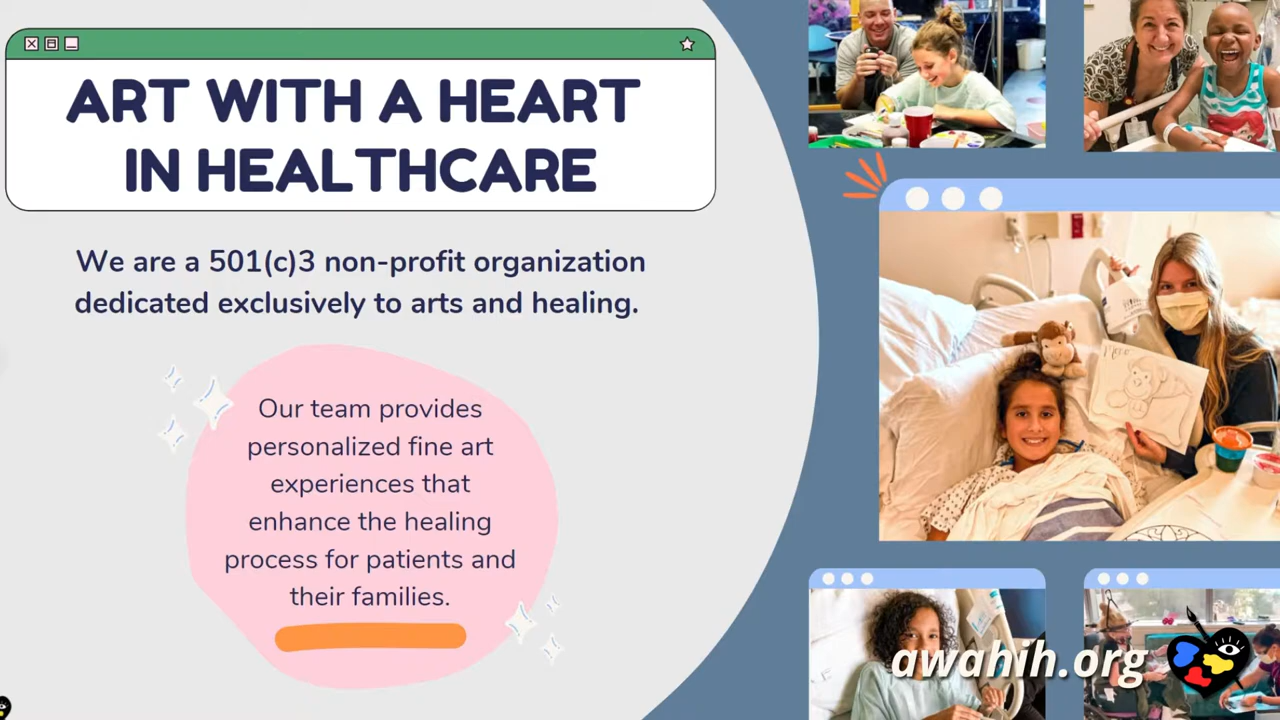 ART WITH A HEART
IN HEALTHCARE
We are a 501(c)3 non-profit organization
dedicated exclusively to arts and healing.
Our team provides
personalized fine art
experiences that
enhance the healing
process for patients and
their families.
awahih.org